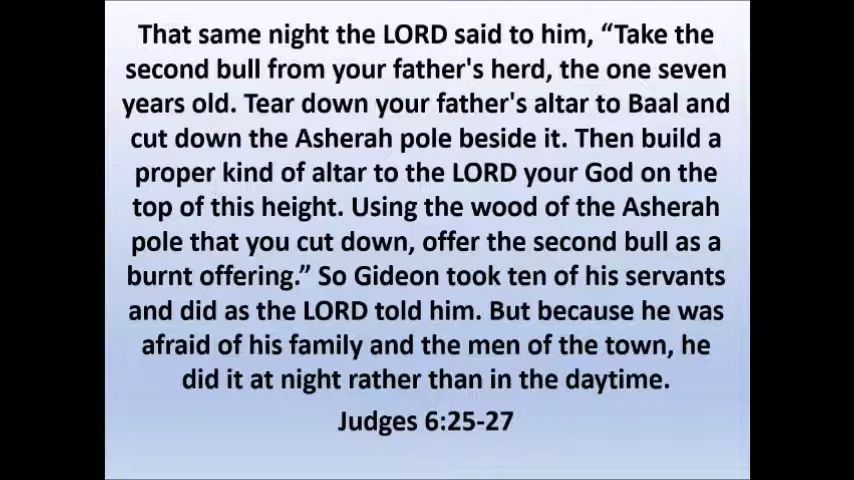 That same night the LORD said to him, “Take the
second bull from your father's herd, the one seven
years old. Tear down your father's altar to Baal and
cut down the Asherah pole beside it. Then build a
proper kind of altar to the LORD your God on the
top of this height. Using the wood of the Asherah
pole that you cut down, offer the second bull as a
burnt offering.” So Gideon took ten of his servants
and did as the LORD told him. But because he was
afraid of his family and the men of the town, he
did it at night rather than in the daytime.
Judges 6:25-27